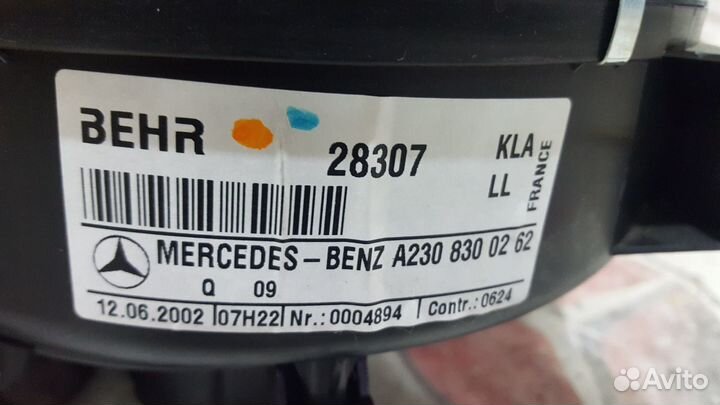 BEHR
28307
KLA
LL
FRANCE
MERCEDES-BENZ A230 830 02 62
Q 09
12.06.2002 07H22 Nr.: 0004894 Contr.: 0624
Avito